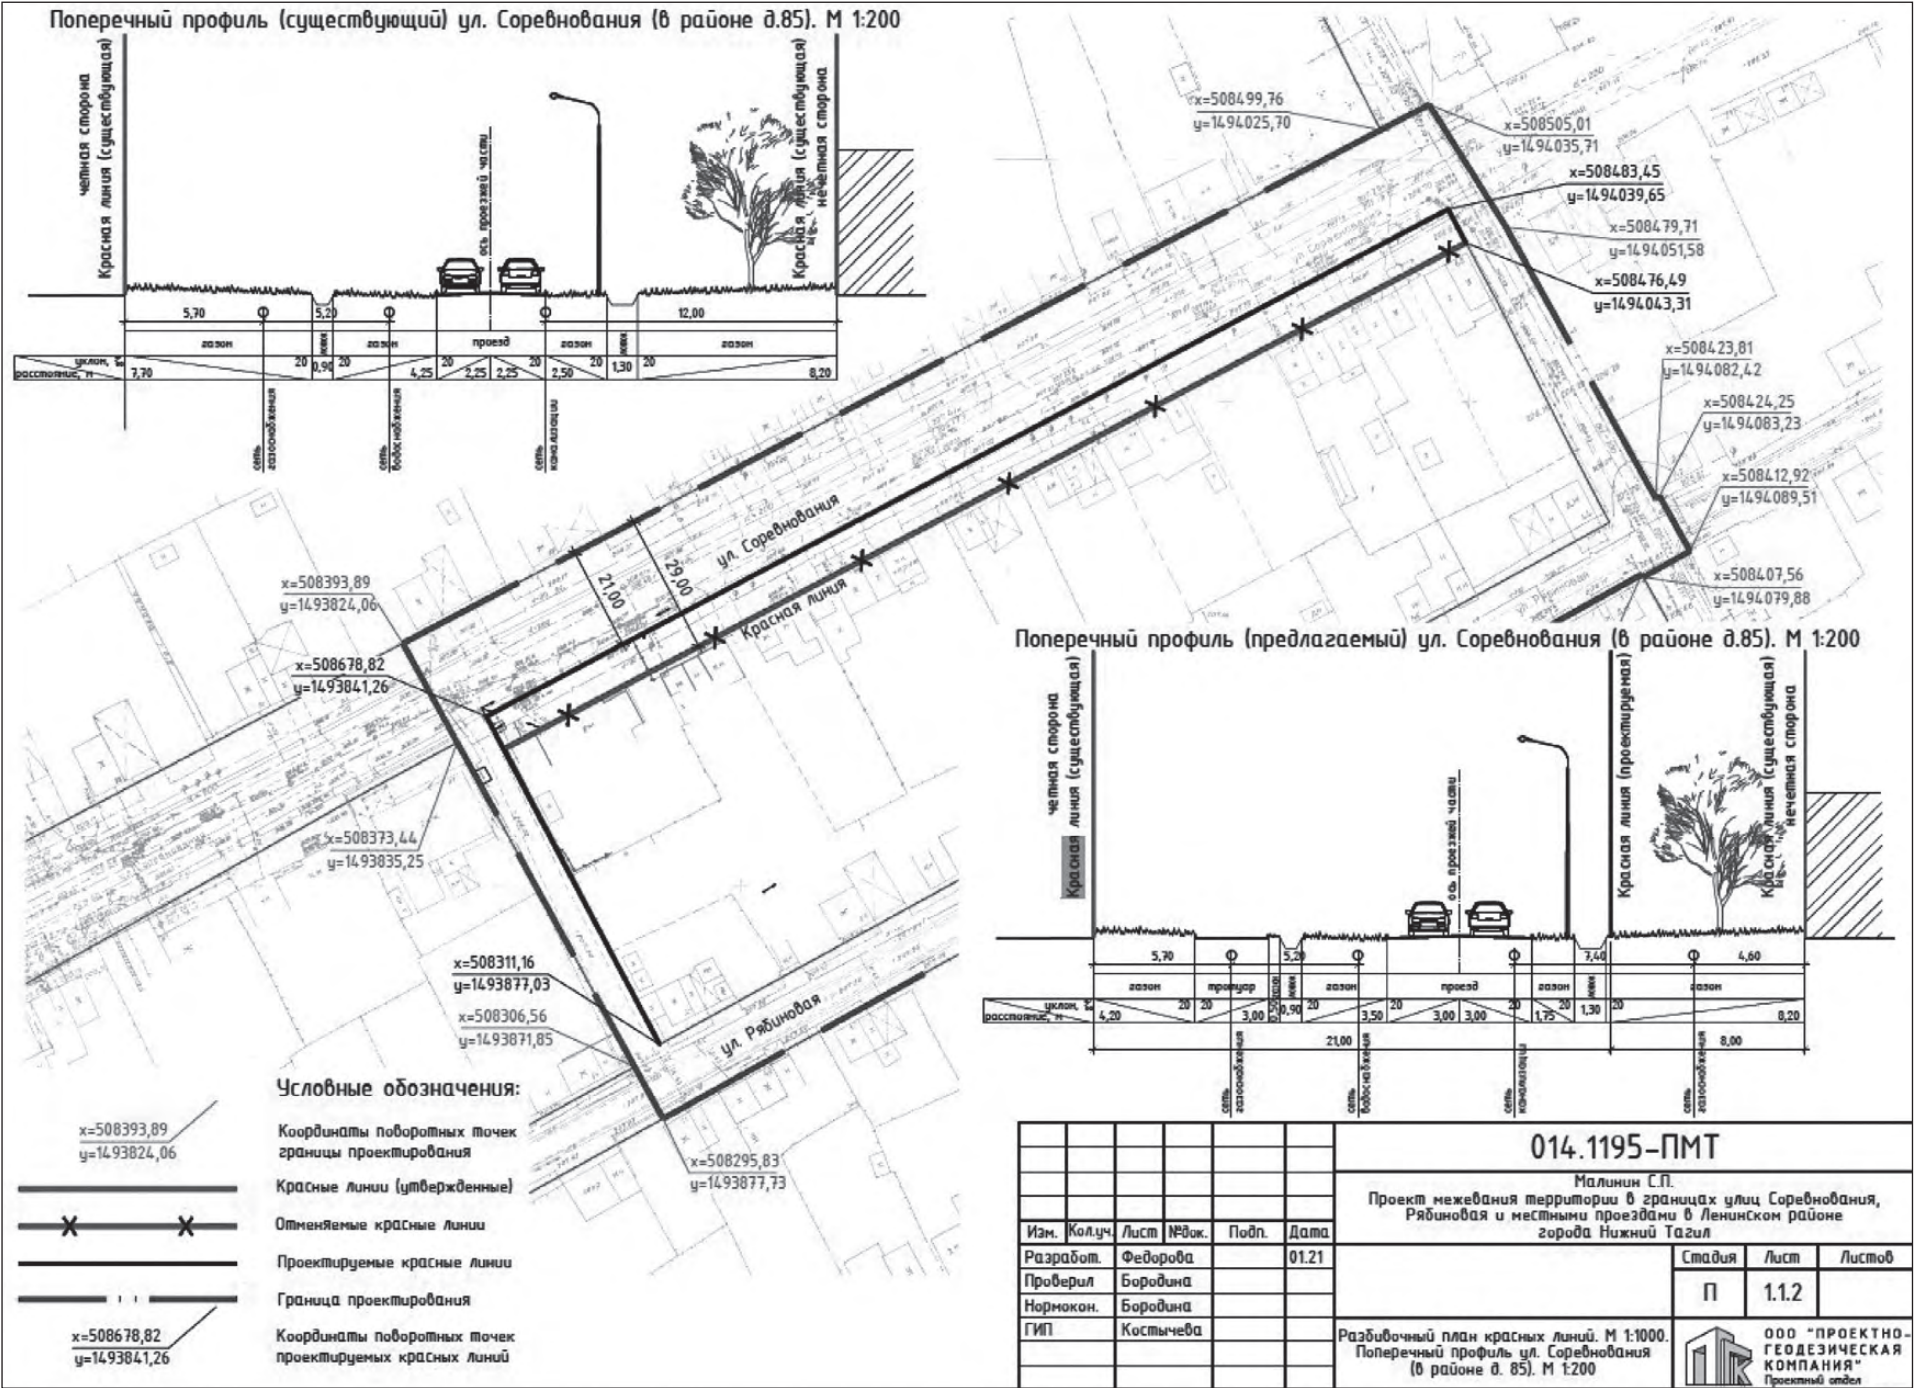 Поперечный профиль (существующий) ул. Соревнования (в районе д.85). М 1:200
четная сторона
Красная линия (существующая)
ось проезжей части
Красная линия (существующая)
нечетная сторона
5,70 5,20 12,00
газон лоток газон проезд газон лоток газон
уклон, ‰ 20 20 20 20 20 20 20
расстояние, м 7,70 0,90 4,25 2,25 2,25 2,50 1,30 8,20
сеть газоснабжения
сеть водоснабжения
сеть канализации
x=508499,76
y=1494025,70
x=508505,01
y=1494035,71
x=508483,45
y=1494039,65
x=508479,71
y=1494051,58
x=508476,49
y=1494043,31
x=508423,81
y=1494082,42
x=508424,25
y=1494083,23
x=508412,92
y=1494089,51
x=508407,56
y=1494079,88
ул. Соревнования
21,00
29,00
Красная линия
x=508393,89
y=1493824,06
x=508678,82
y=1493841,26
x=508373,44
y=1493835,25
x=508311,16
y=1493877,03
x=508306,56
y=1493871,85
ул. Рябиновая
x=508295,83
y=1493877,73
ул. Рябиновая
Поперечный профиль (предлагаемый) ул. Соревнования (в районе д.85). М 1:200
четная сторона
Красная линия (существующая)
ось проезжей части
Красная линия (проектируемая)
Красная линия (существующая)
нечетная сторона
5,70 5,20 7,40 4,60
газон тротуар газон лоток газон проезд газон лоток газон
уклон, ‰ 20 20 20 20 20 20 20
расстояние, м 4,20 3,00 0,50 0,90 3,50 3,00 3,00 1,75 1,30 8,20
21,00 8,00
сеть газоснабжения
сеть водоснабжения
сеть канализации
сеть газоснабжения
Условные обозначения:
x=508393,89
y=1493824,06
Координаты поворотных точек
границы проектирования
Красные линии (утвержденные)
Отменяемые красные линии
Проектируемые красные линии
Граница проектирования
x=508678,82
y=1493841,26
Координаты поворотных точек
проектируемых красных линий
014.1195-ПМТ
Малинин С.П.
Проект межевания территории в границах улиц Соревнования,
Рябиновая и местными проездами в Ленинском районе
города Нижний Тагил
Изм. Кол.уч. Лист №док. Подп. Дата
Разработ. Федорова 01.21
Проверил Бородина
Нормокон. Бородина
ГИП Костычева
Стадия Лист Листов
П 1.1.2
Разбивочный план красных линий. М 1:1000.
Поперечный профиль ул. Соревнования
(в районе д. 85). М 1:200
ООО "ПРОЕКТНО-
ГЕОДЕЗИЧЕСКАЯ
КОМПАНИЯ"
Проектный отдел